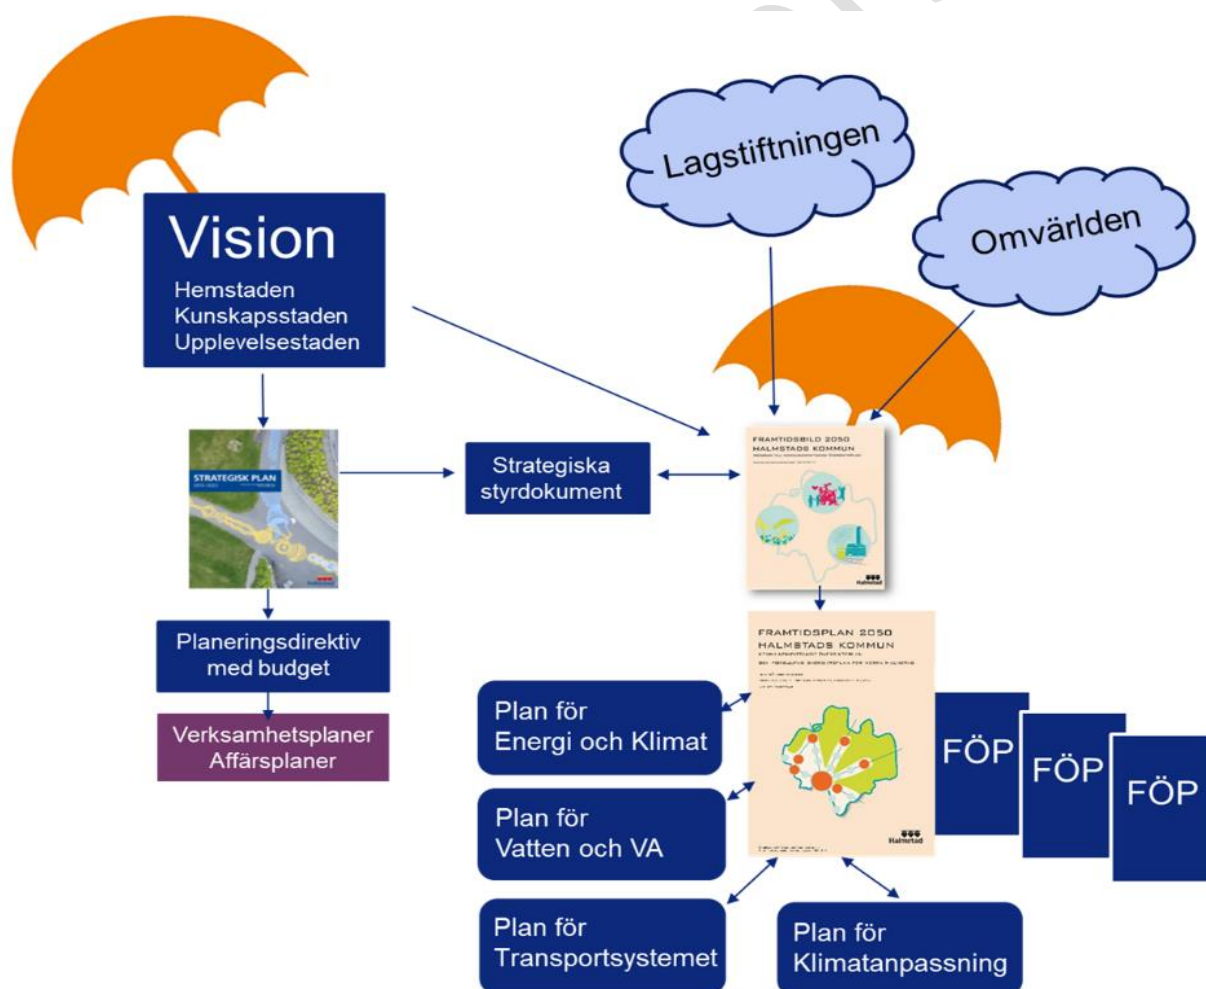 Lagstiftningen
Omvärlden
Vision
Hemstaden
Kunskapsstaden
Upplevelsestaden
STRATEGISK PLAN
Halmstad
Strategiska
styrdokument
FRAMTIDSBILD 2050
HALMSTADS KOMMUN
Halmstad
Planeringsdirektiv
med budget
Verksamhetsplaner
Affärsplaner
FRAMTIDSPLAN 2050
HALMSTADS KOMMUN
Halmstad
Plan för
Energi och Klimat
Plan för
Vatten och VA
Plan för
Transportsystemet
Plan för
Klimatanpassning
FÖP
FÖP
FÖP